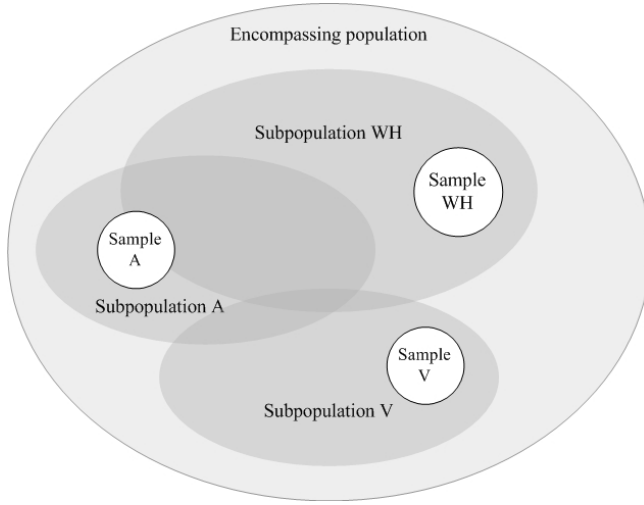 Encompassing population
Subpopulation WH
Sample
WH
Sample
A
Subpopulation A
Sample
V
Subpopulation V